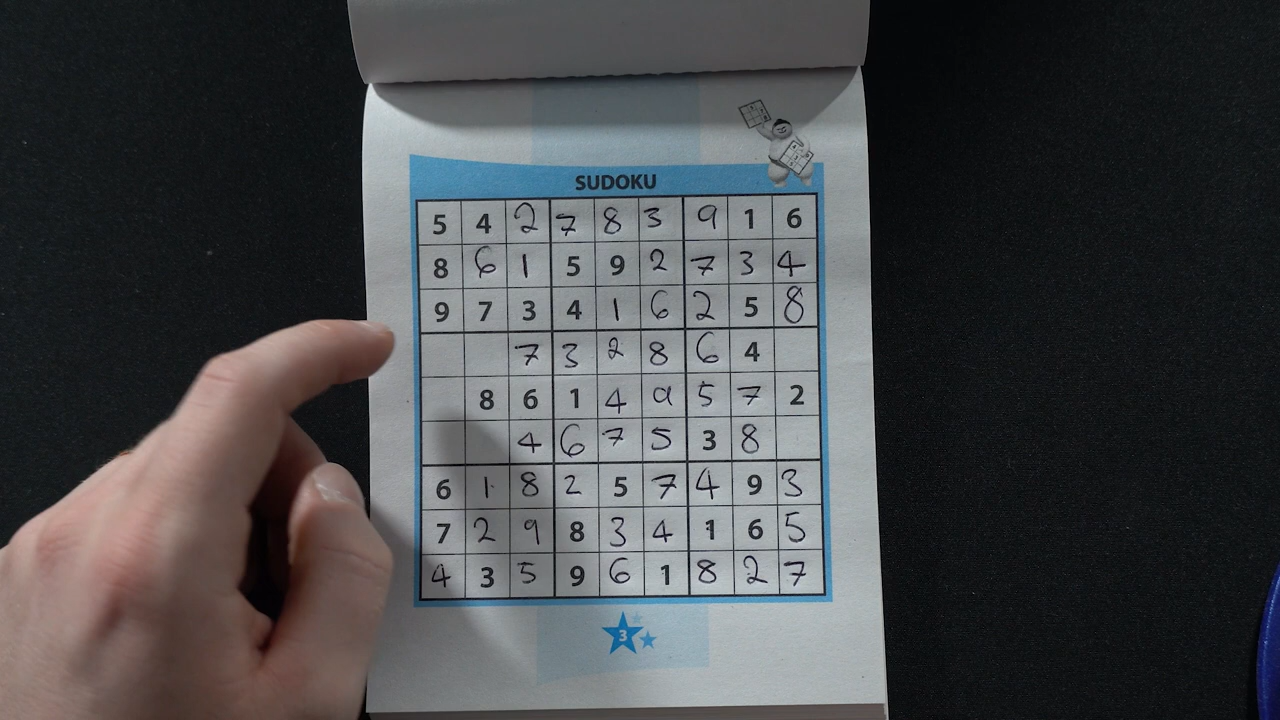 SUDOKU
5 4 2 7 8 3 9 1 6
8 6 1 5 9 2 7 3 4
9 7 3 4 1 6 2 5 8
7 3 2 8 6 4
8 6 1 4 9 5 7 2
4 6 7 5 3 8
6 1 8 2 5 7 4 9 3
7 2 9 8 3 4 1 6 5
4 3 5 9 6 1 8 2 7
3